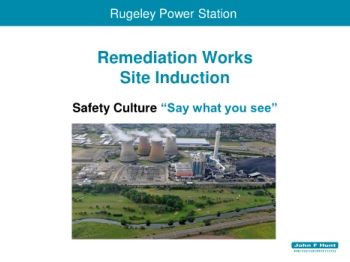 Rugeley Power Station
Remediation Works
Site Induction
Safety Culture “Say what you see”
John F Hunt